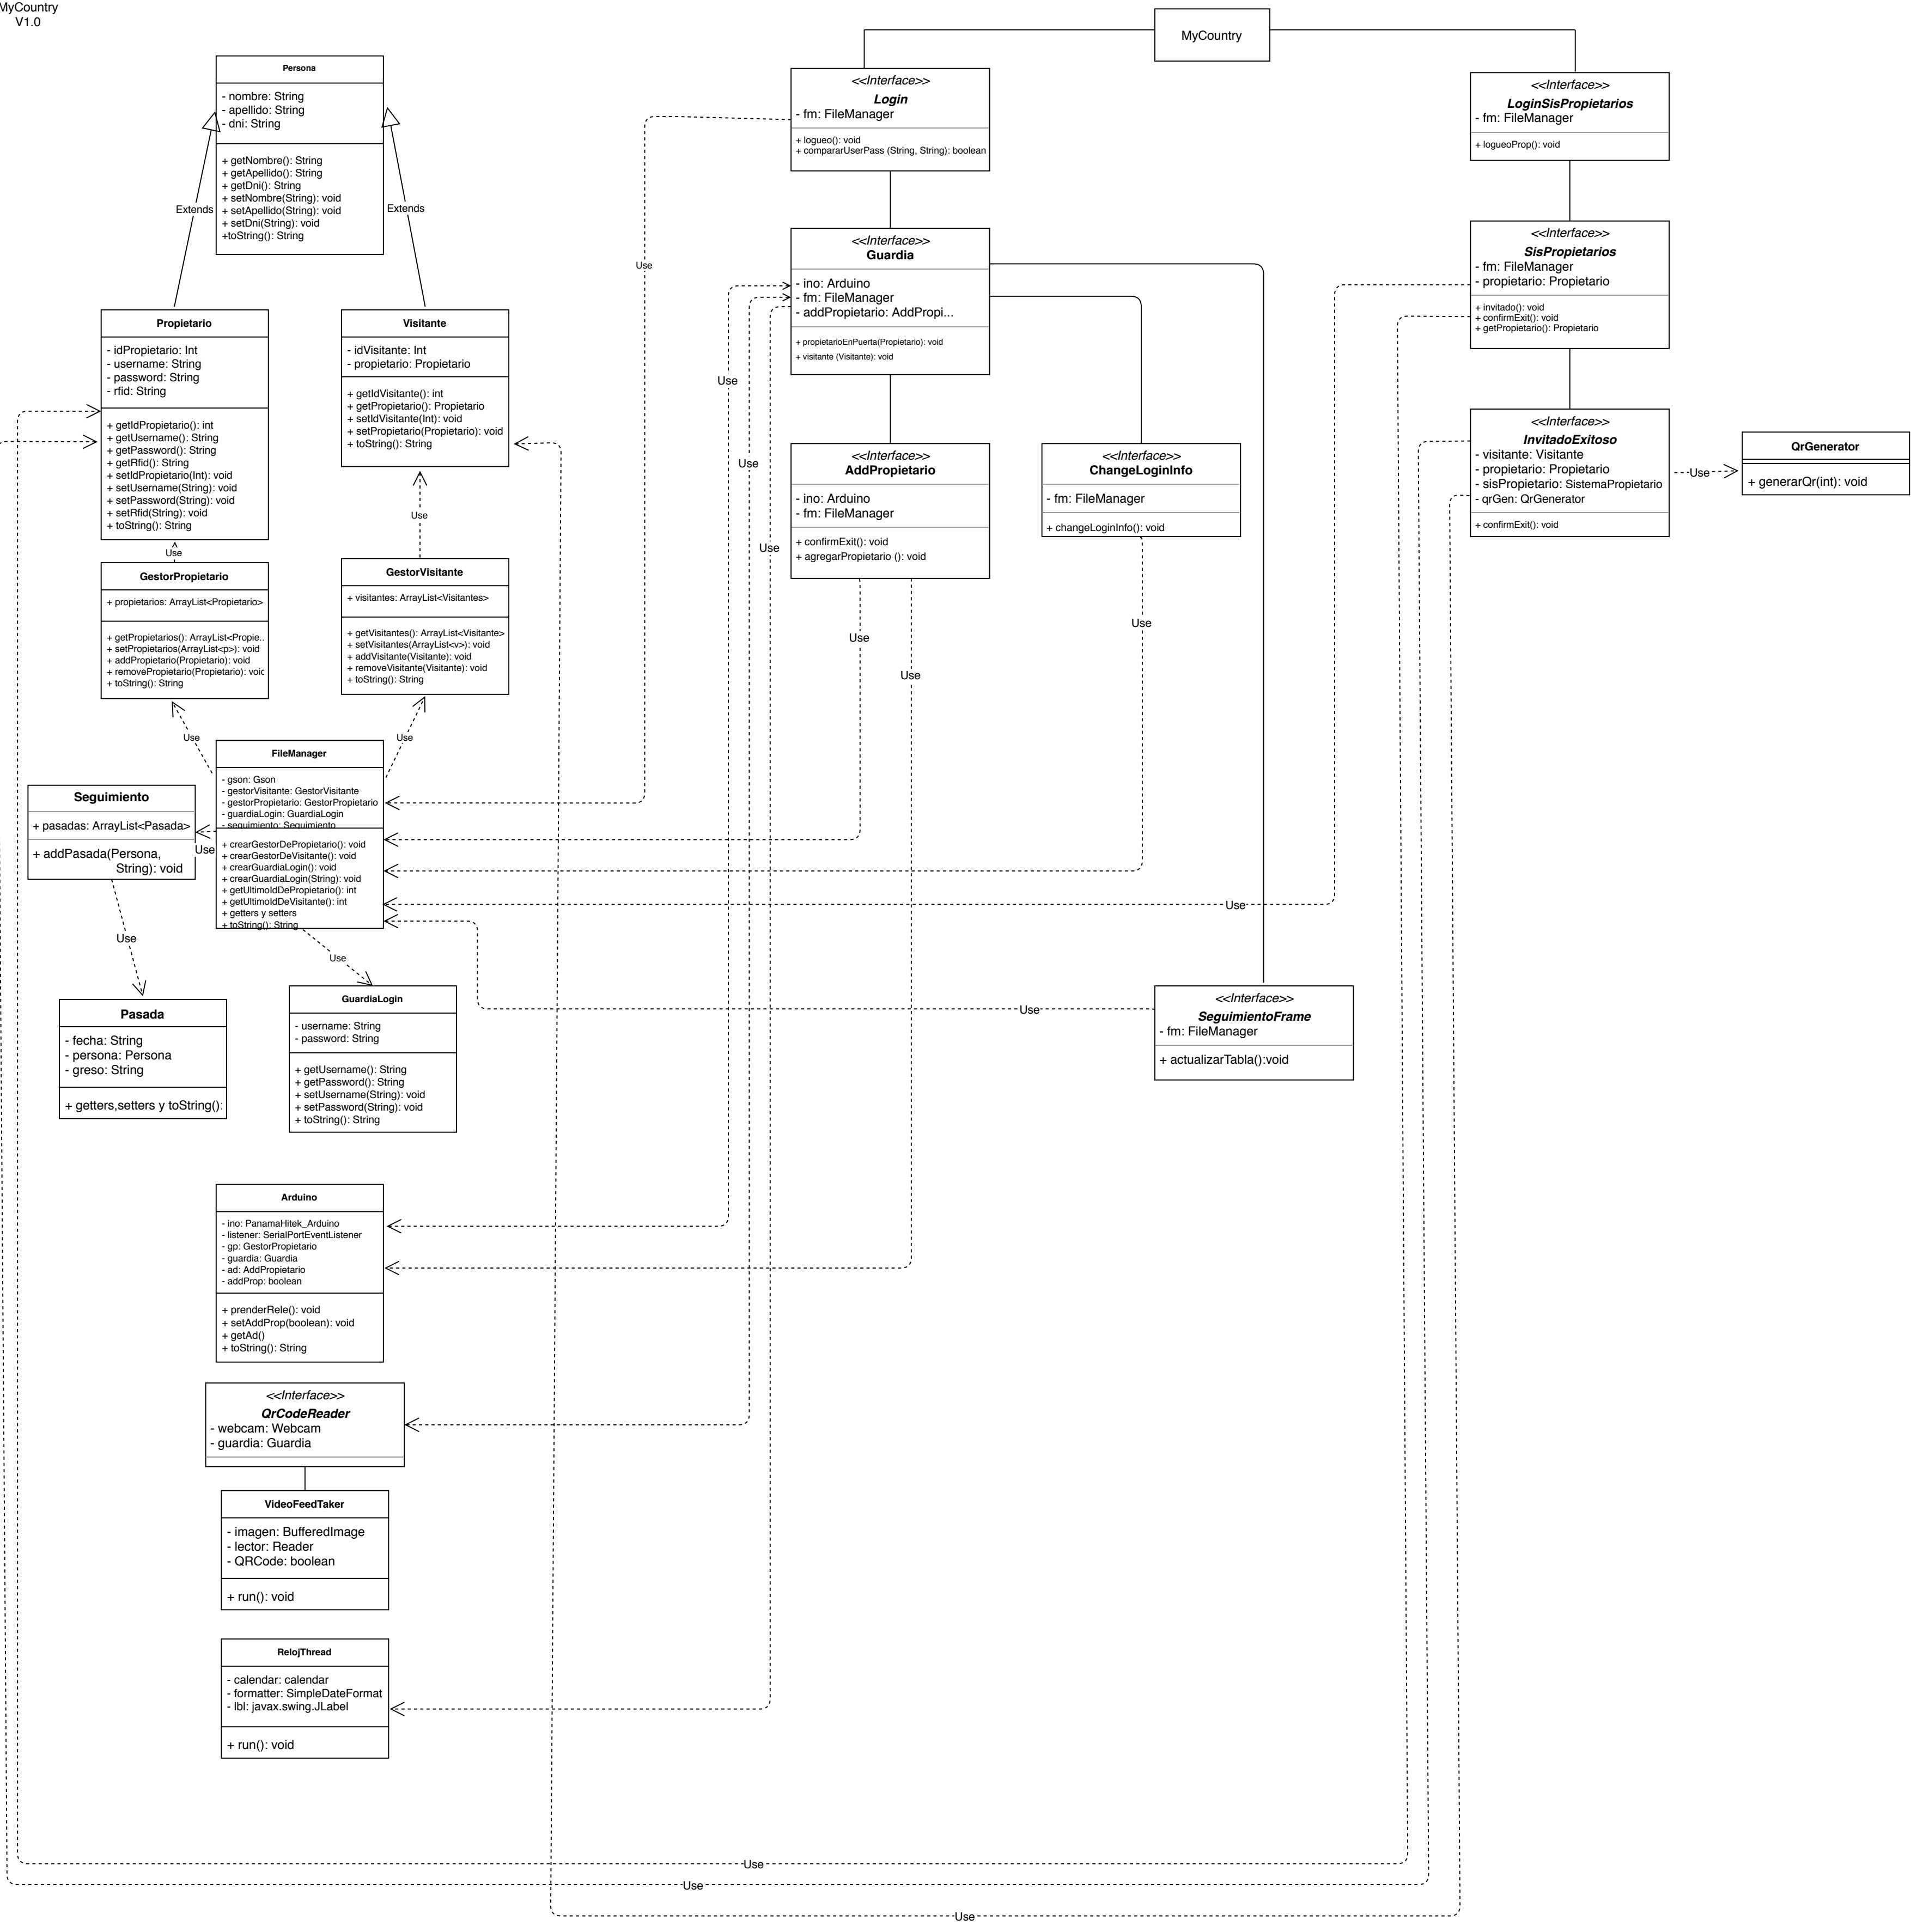 MyCountry
V1.0
MyCountry
Persona
- nombre: String
- apellido: String
- dni: String
+ getNombre(): String
+ getApellido(): String
+ getDni(): String
+ setNombre(String): void
+ setApellido(String): void
+ setDni(String): void
+toString(): String
Extends
Extends
Propietario
- idPropietario: Int
- username: String
- password: String
- rfid: String
+ getIdPropietario(): int
+ getUsername(): String
+ getPassword(): String
+ getRfid(): String
+ setIdPropietario(Int): void
+ setUsername(String): void
+ setPassword(String): void
+ setRfid(String): void
+ toString(): String
Visitante
- idVisitante: Int
- propietario: Propietario
+ getIdVisitante(): int
+ getPropietario(): Propietario
+ setIdVisitante(Int): void
+ setPropietario(Propietario): void
+ toString(): String
Use
Use
GestorPropietario
+ propietarios: ArrayList<Propietario>
+ getPropietarios(): ArrayList<Propie..
+ setPropietarios(ArrayList<p>): void
+ addPropietario(Propietario): void
+ removePropietario(Propietario): voic
+ toString(): String
GestorVisitante
+ visitantes: ArrayList<Visitantes>
+ getVisitantes(): ArrayList<Visitante>
+ setVisitantes(ArrayList<v>): void
+ addVisitante(Visitante): void
+ removeVisitante(Visitante): void
+ toString(): String
Use
Use
FileManager
- gson: Gson
- gestorVisitante: GestorVisitante
- gestorPropietario: GestorPropietario
- guardiaLogin: GuardiaLogin
- seguimiento: Seguimiento
+ crearGestorDePropietario(): void
+ crearGestorDeVisitante(): void
+ crearGuardiaLogin(): void
+ crearGuardiaLogin(String): void
+ getUltimoIdDePropietario(): int
+ getUltimoIdDeVisitante(): int
+ getters y setters
+ toString(): String
Seguimiento
+ pasadas: ArrayList<Pasada>
+ addPasada(Persona,
String): void
Use
Use
Use
Pasada
- fecha: String
- persona: Persona
- greso: String
+ getters,setters y toString():
GuardiaLogin
- username: String
- password: String
+ getUsername(): String
+ getPassword(): String
+ setUsername(String): void
+ setPassword(String): void
+ toString(): String
Arduino
- ino: PanamaHitek_Arduino
- listener: SerialPortEventListener
- gp: GestorPropietario
- guardia: Guardia
- ad: AddPropietario
- addProp: boolean
+ prenderRele(): void
+ setAddProp(boolean): void
+ getAd()
+ toString(): String
<<Interface>>
QrCodeReader
- webcam: Webcam
- guardia: Guardia
VideoFeedTaker
- imagen: BufferedImage
- lector: Reader
- QRCode: boolean
+ run(): void
RelojThread
- calendar: calendar
- formatter: SimpleDateFormat
- lbl: javax.swing.JLabel
+ run(): void
<<Interface>>
Login
- fm: FileManager
+ logueo(): void
+ compararUserPass (String, String): boolean
Use
<<Interface>>
Guardia
- ino: Arduino
- fm: FileManager
- addPropietario: AddPropi...
+ propietarioEnPuerta(Propietario): void
+ visitante (Visitante): void
Use
Use
Use
<<Interface>>
AddPropietario
- ino: Arduino
- fm: FileManager
+ confirmExit(): void
+ agregarPropietario (): void
Use
Use
<<Interface>>
ChangeLoginInfo
- fm: FileManager
+ changeLoginInfo(): void
Use
<<Interface>>
SeguimientoFrame
- fm: FileManager
+ actualizarTabla():void
Use
Use
<<Interface>>
LoginSisPropietarios
- fm: FileManager
+ logueoProp(): void
<<Interface>>
SisPropietarios
- fm: FileManager
- propietario: Propietario
+ invitado(): void
+ confirmExit(): void
+ getPropietario(): Propietario
<<Interface>>
InvitadoExitoso
- visitante: Visitante
- propietario: Propietario
- sisPropietario: SistemaPropietario
- qrGen: QrGenerator
+ confirmExit(): void
Use
QrGenerator
+ generarQr(int): void
Use
Use
Use